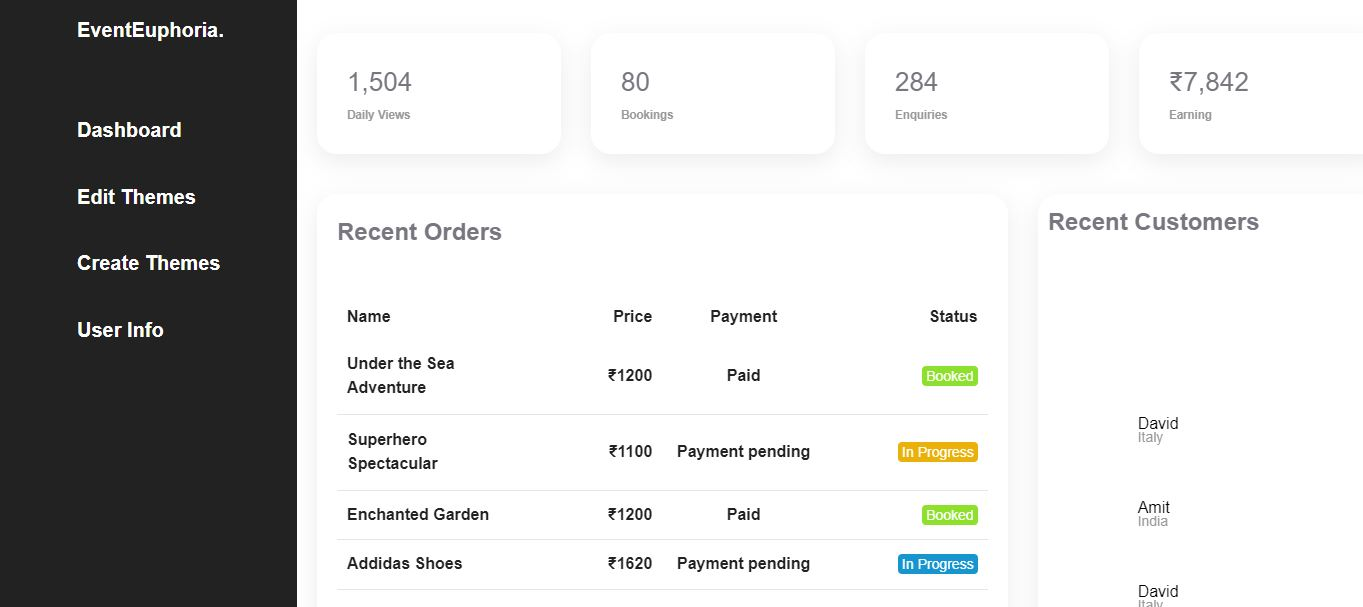 EventEuphoria.
Dashboard
Edit Themes
Create Themes
User Info
1,504
Daily Views
80
Bookings
284
Enquiries
₹7,842
Earning
Recent Orders
Name Price Payment Status
Under the Sea
Adventure
₹1200 Paid Booked
Superhero
Spectacular
₹1100 Payment pending In Progress
Enchanted Garden ₹1200 Paid Booked
Addidas Shoes ₹1620 Payment pending In Progress
Recent Customers
David
Italy
Amit
India
David
Italy